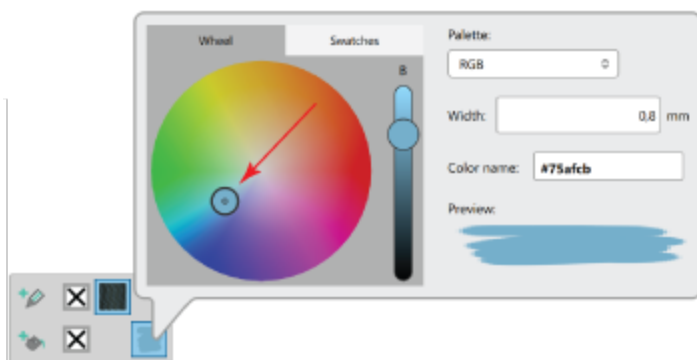 Wheel
Swatches
B
Palette:
RGB
Width:
0,8 mm
Color name:
#75afcb
Preview: